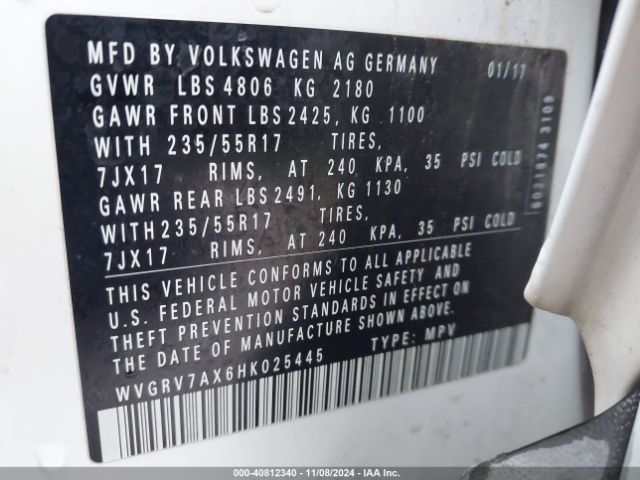 MFD BY VOLKSWAGEN AG GERMANY 01/17
GVWR LBS 4806 KG 2180
GAWR FRONT LBS 2425, KG 1100
WITH 235/55R17 TIRES,
7JX17 RIMS, AT 240 KPA, 35 PSI COLD
GAWR REAR LBS 2491, KG 1130
WITH 235/55R17 TIRES,
7JX17 RIMS, AT 240 KPA, 35 PSI COLD
THIS VEHICLE CONFORMS TO ALL APPLICABLE
U.S. FEDERAL MOTOR VEHICLE SAFETY AND
THEFT PREVENTION STANDARDS IN EFFECT ON
THE DATE OF MANUFACTURE SHOWN ABOVE.
WVGRV7AX6HK025445 TYPE: MPV
000-40812340 - 11/08/2024 - IAA Inc.